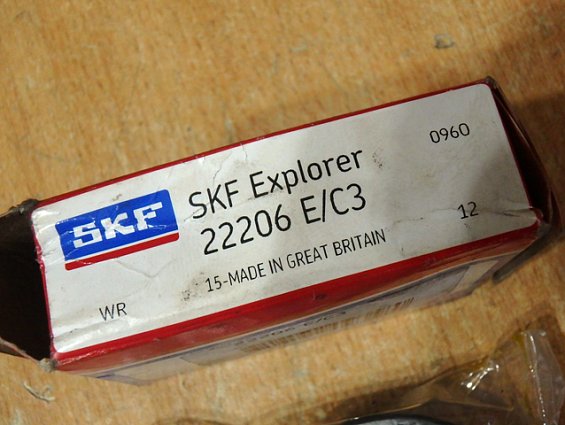 SKF
SKF Explorer
22206 E/C3
15-MADE IN GREAT BRITAIN
WR
0960
12